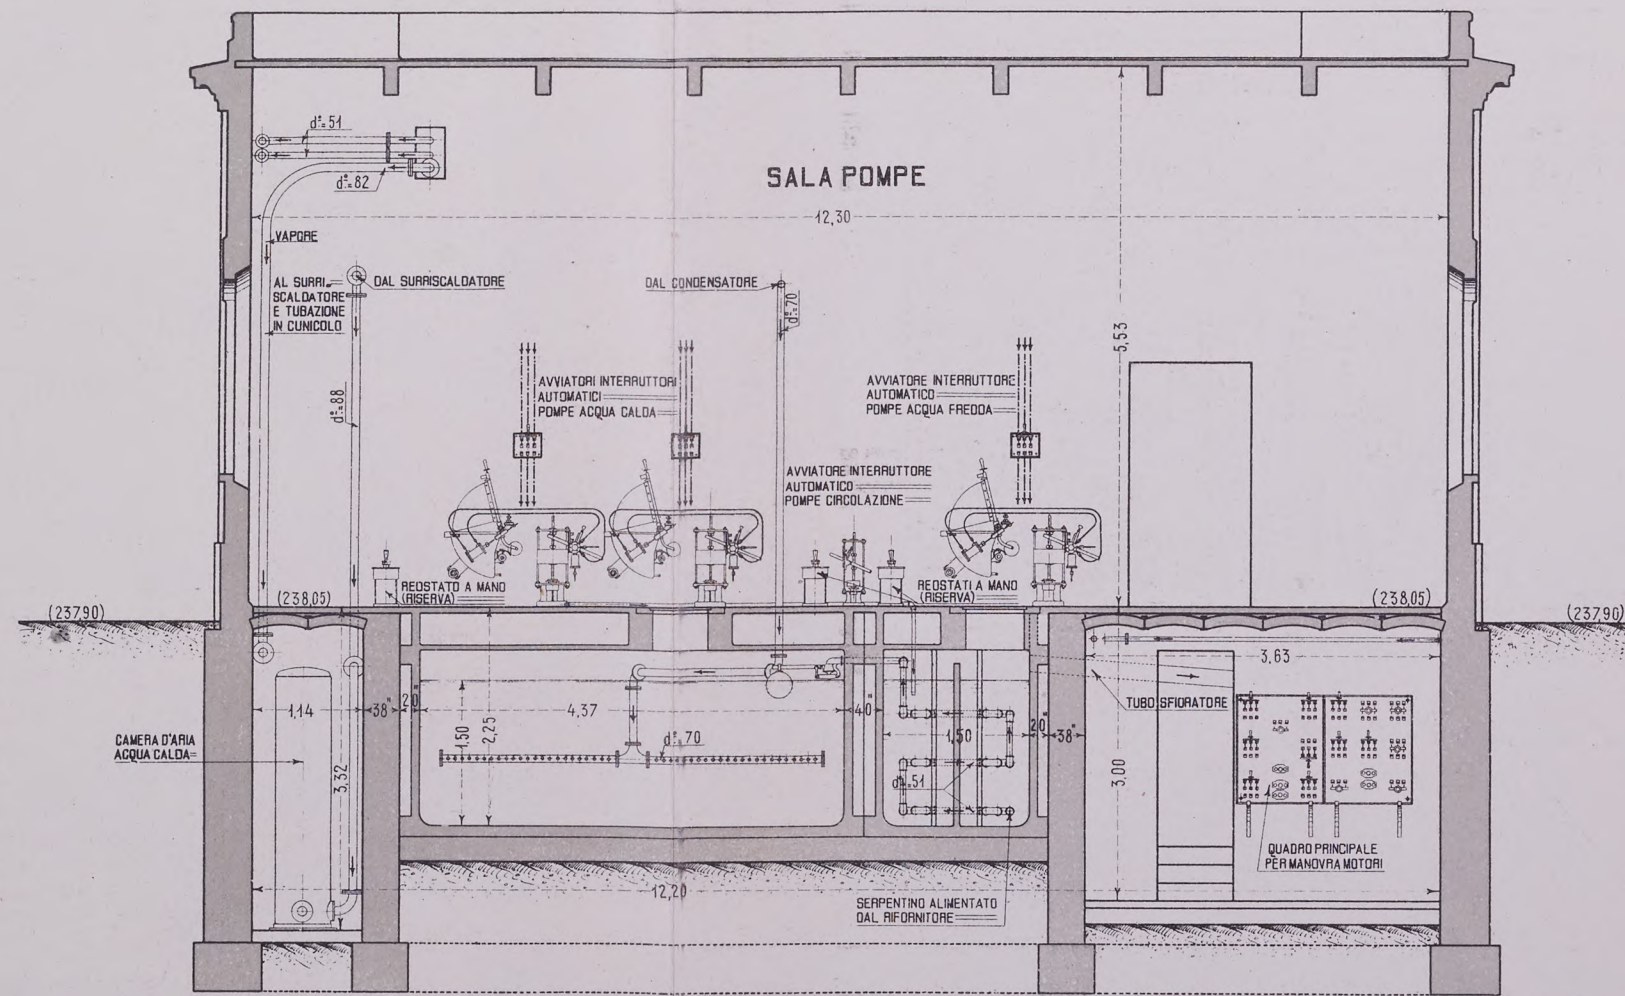 d.=51
SALA POMPE
d.=82
12,30
VAPORE
AL SURRI=
SCALDATORE
E TUBAZIONE
IN CUNICOLO
DAL SURRISCALDATORE
DAL CONDENSATORE
d.=70
5,53
AVVIATORI INTERRUTTORI
AUTOMATICI
POMPE ACQUA CALDA
AVVIATORE INTERRUTTORE
AUTOMATICO
POMPE ACQUA FREDDA
d.=88
AVVIATORE INTERRUTTORE
AUTOMATICO
POMPE CIRCOLAZIONE
REOSTATO A MANO
(RISERVA)
REOSTATI A MANO
(RISERVA)
(237,90)
(238,05)
(238,05)
(237,90)
3,63
TUBO SFIORATORE
1,14
38"
20"
4,37
40"
1,50
20"
38"
1,50
2,25
d.=70
CAMERA D'ARIA
ACQUA CALDA=
3,32
d.=51
3,00
QUADRO PRINCIPALE
PER MANOVRA MOTORI
12,20
SERPENTINO ALIMENTATO
DAL RIFORNITORE